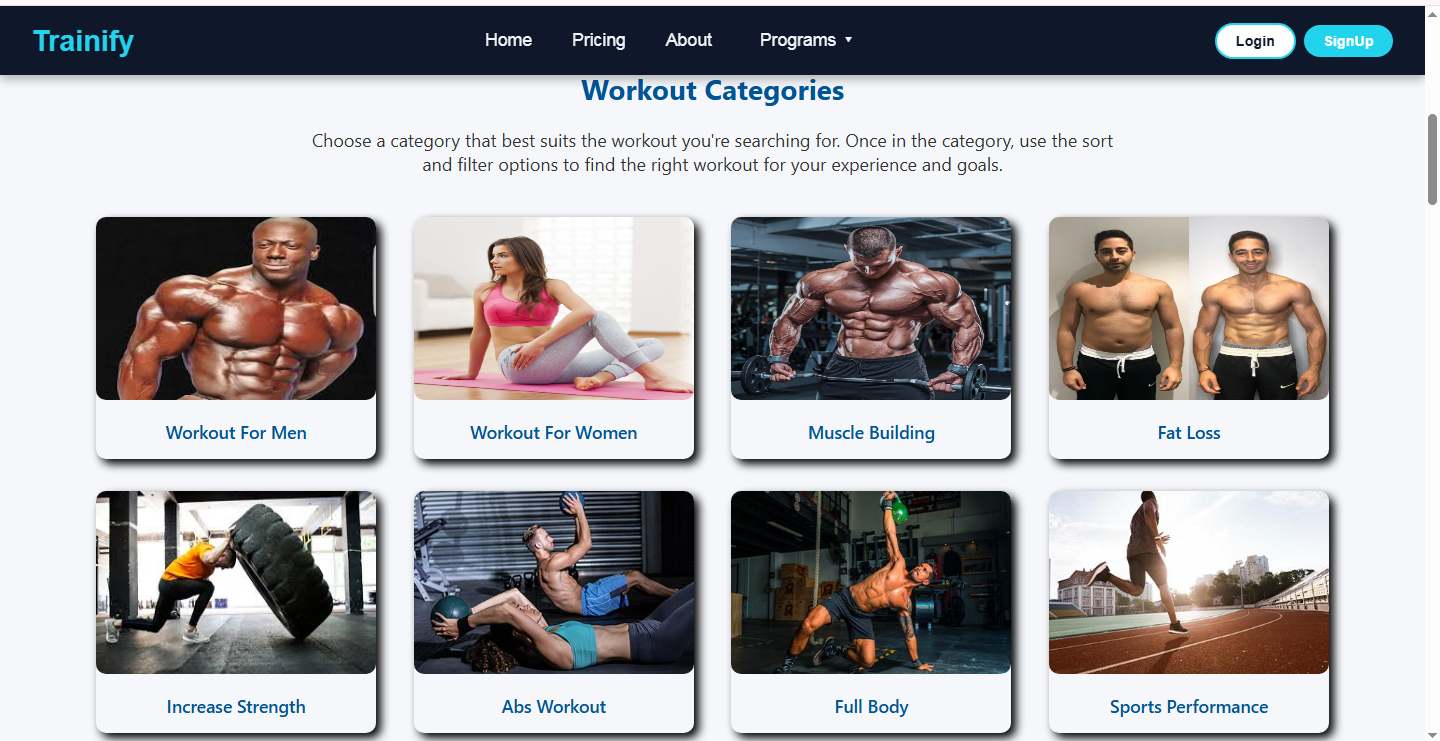 Trainify
Home Pricing About Programs
Login SignUp
Workout Categories
Choose a category that best suits the workout you're searching for. Once in the category, use the sort
and filter options to find the right workout for your experience and goals.
Workout For Men
Workout For Women
Muscle Building
Fat Loss
Increase Strength
Abs Workout
Full Body
Sports Performance